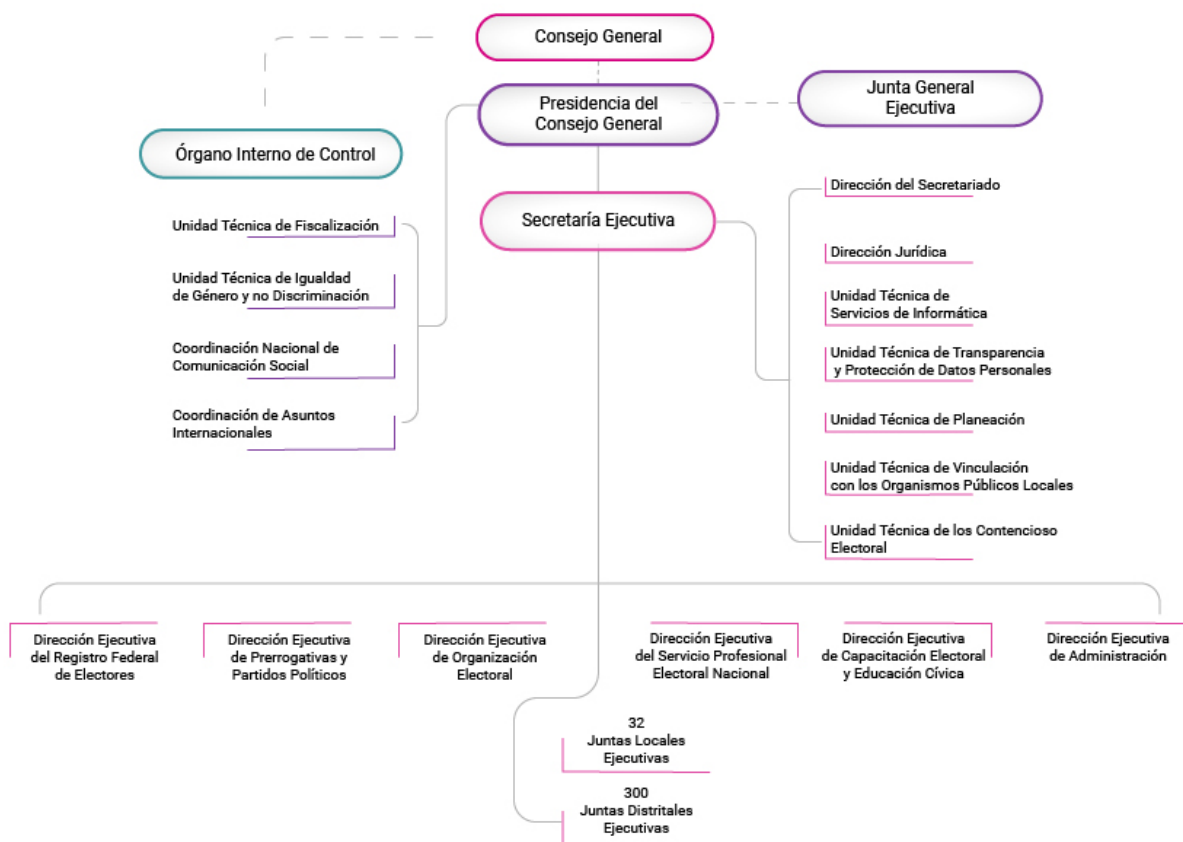 Consejo General
Presidencia del
Consejo General
Junta General
Ejecutiva
Órgano Interno de Control
Secretaría Ejecutiva
Unidad Técnica de Fiscalización
Unidad Técnica de Igualdad
de Género y no Discriminación
Coordinación Nacional de
Comunicación Social
Coordinación de Asuntos
Internacionales
Dirección del Secretariado
Dirección Jurídica
Unidad Técnica de
Servicios de Informática
Unidad Técnica de Transparencia
y Protección de Datos Personales
Unidad Técnica de Planeación
Unidad Técnica de Vinculación
con los Organismos Públicos Locales
Unidad Técnica de los Contencioso
Electoral
Dirección Ejecutiva
del Registro Federal
de Electores
Dirección Ejecutiva
de Prerrogativas y
Partidos Políticos
Dirección Ejecutiva
de Organización
Electoral
Dirección Ejecutiva
del Servicio Profesional
Electoral Nacional
Dirección Ejecutiva
de Capacitación Electoral
y Educación Cívica
Dirección Ejecutiva
de Administración
32
Juntas Locales
Ejecutivas
300
Juntas Distritales
Ejecutivas